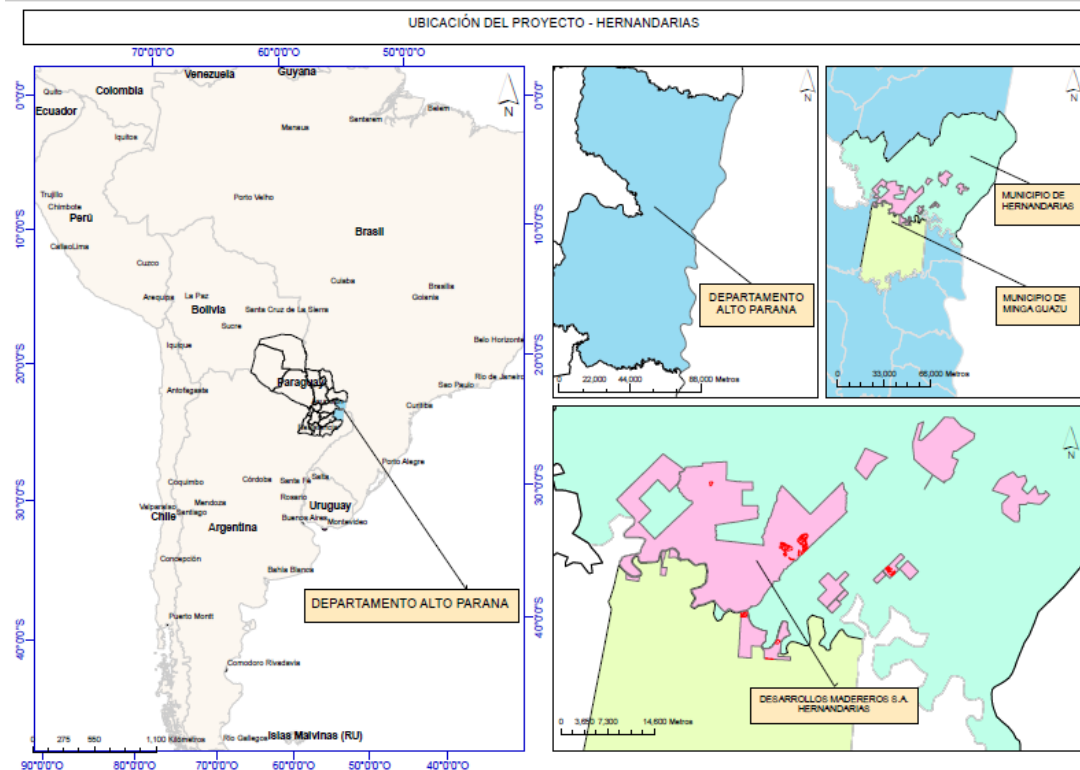 UBICACIÓN DEL PROYECTO - HERNANDARIAS
70°0'0"O 60°0'0"O 50°0'0"O
Venezuela
Guyana
Colombia
Quito
Ecuador
Belem
Santarem
Manaus
Iquitos
N
0°0'0"
0°0'0"
Trujillo
Chimbote
Perú
Porto Velho
CallaoLima
Brasil
10°0'0"S
10°0'0"S
Cuzco
Cuiaba
Brasilia
Goiania
Arequipa
La Paz
Bolivia
Santa Cruz de La Sierra
Sucre
Iquique
Belo Horizonte
20°0'0"S
20°0'0"S
Paraguay
Rio de Janeiro
Sao Paulo
Antofagasta
Curitiba
Porto Alegre
Coquimbo
Córdoba
Santa Fé
Salta
30°0'0"S
30°0'0"S
Valparaiso
Mendoza
Rosario
Uruguay
Santiago
Chile
Buenos Aires
Montevideo
Argentina
Concepción
Bahía Blanca
DEPARTAMENTO ALTO PARANA
Puerto Montt
40°0'0"S
40°0'0"S
Comodoro Rivadavia
0 275 550 1,100 Kilometros
Río Gallegos
Islas Malvinas (RU)
90°0'0"O 80°0'0"O 70°0'0"O 60°0'0"O 50°0'0"O 40°0'0"O
N
DEPARTAMENTO
ALTO PARANA
0 22,000 44,000 88,000 Metros
N
MUNICIPIO DE
HERNANDARIAS
MUNICIPIO DE
MINGA GUAZU
0 33,000 66,000 Metros
N
DESARROLLOS MADEREROS S.A.
HERNANDARIAS
0 3,650 7,300 14,600 Metros